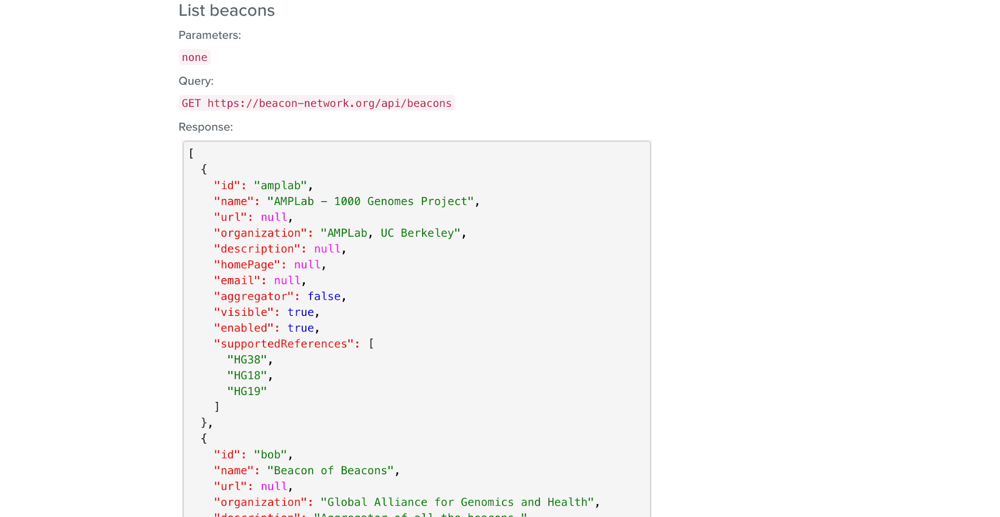 List beacons
Parameters:
none
Query:
GET https://beacon-network.org/api/beacons
Response:
[
  {
    "id": "amplab",
    "name": "AMPLab – 1000 Genomes Project",
    "url": null,
    "organization": "AMPLab, UC Berkeley",
    "description": null,
    "homePage": null,
    "email": null,
    "aggregator": false,
    "visible": true,
    "enabled": true,
    "supportedReferences": [
      "HG38",
      "HG18",
      "HG19"
    ]
  },
  {
    "id": "bob",
    "name": "Beacon of Beacons",
    "url": null,
    "organization": "Global Alliance for Genomics and Health",
    "description": "Aggregator of all the beacons."